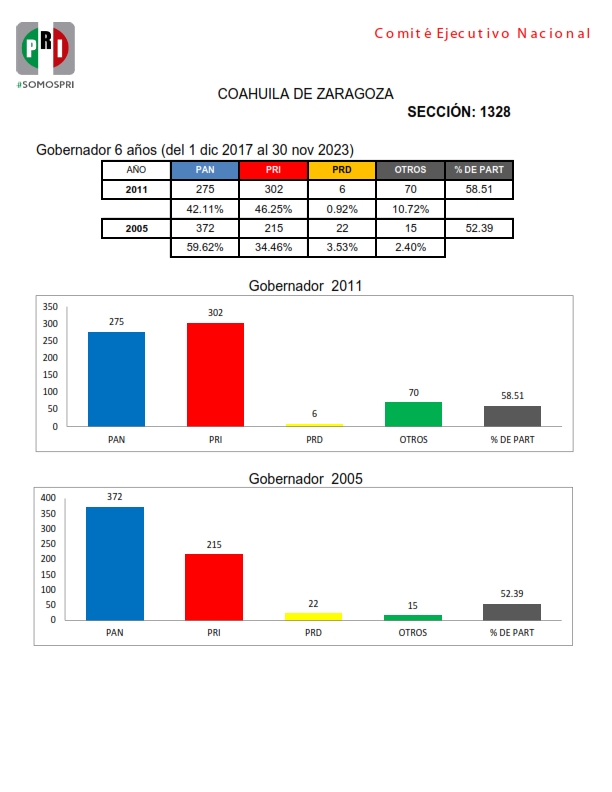 PRI
#SOMOSPRI
Comité Ejecutivo Nacional
COAHUILA DE ZARAGOZA
SECCIÓN: 1328
Gobernador 6 años (del 1 dic 2017 al 30 nov 2023)
AÑO PAN PRI PRD OTROS % DE PART
2011 275 302 6 70 58.51
42.11% 46.25% 0.92% 10.72%
2005 372 215 22 15 52.39
59.62% 34.46% 3.53% 2.40%
Gobernador 2011
350
300
250
200
150
100
50
0
275
302
6
70
58.51
PAN PRI PRD OTROS % DE PART
Gobernador 2005
400
350
300
250
200
150
100
50
0
372
215
22
15
52.39
PAN PRI PRD OTROS % DE PART